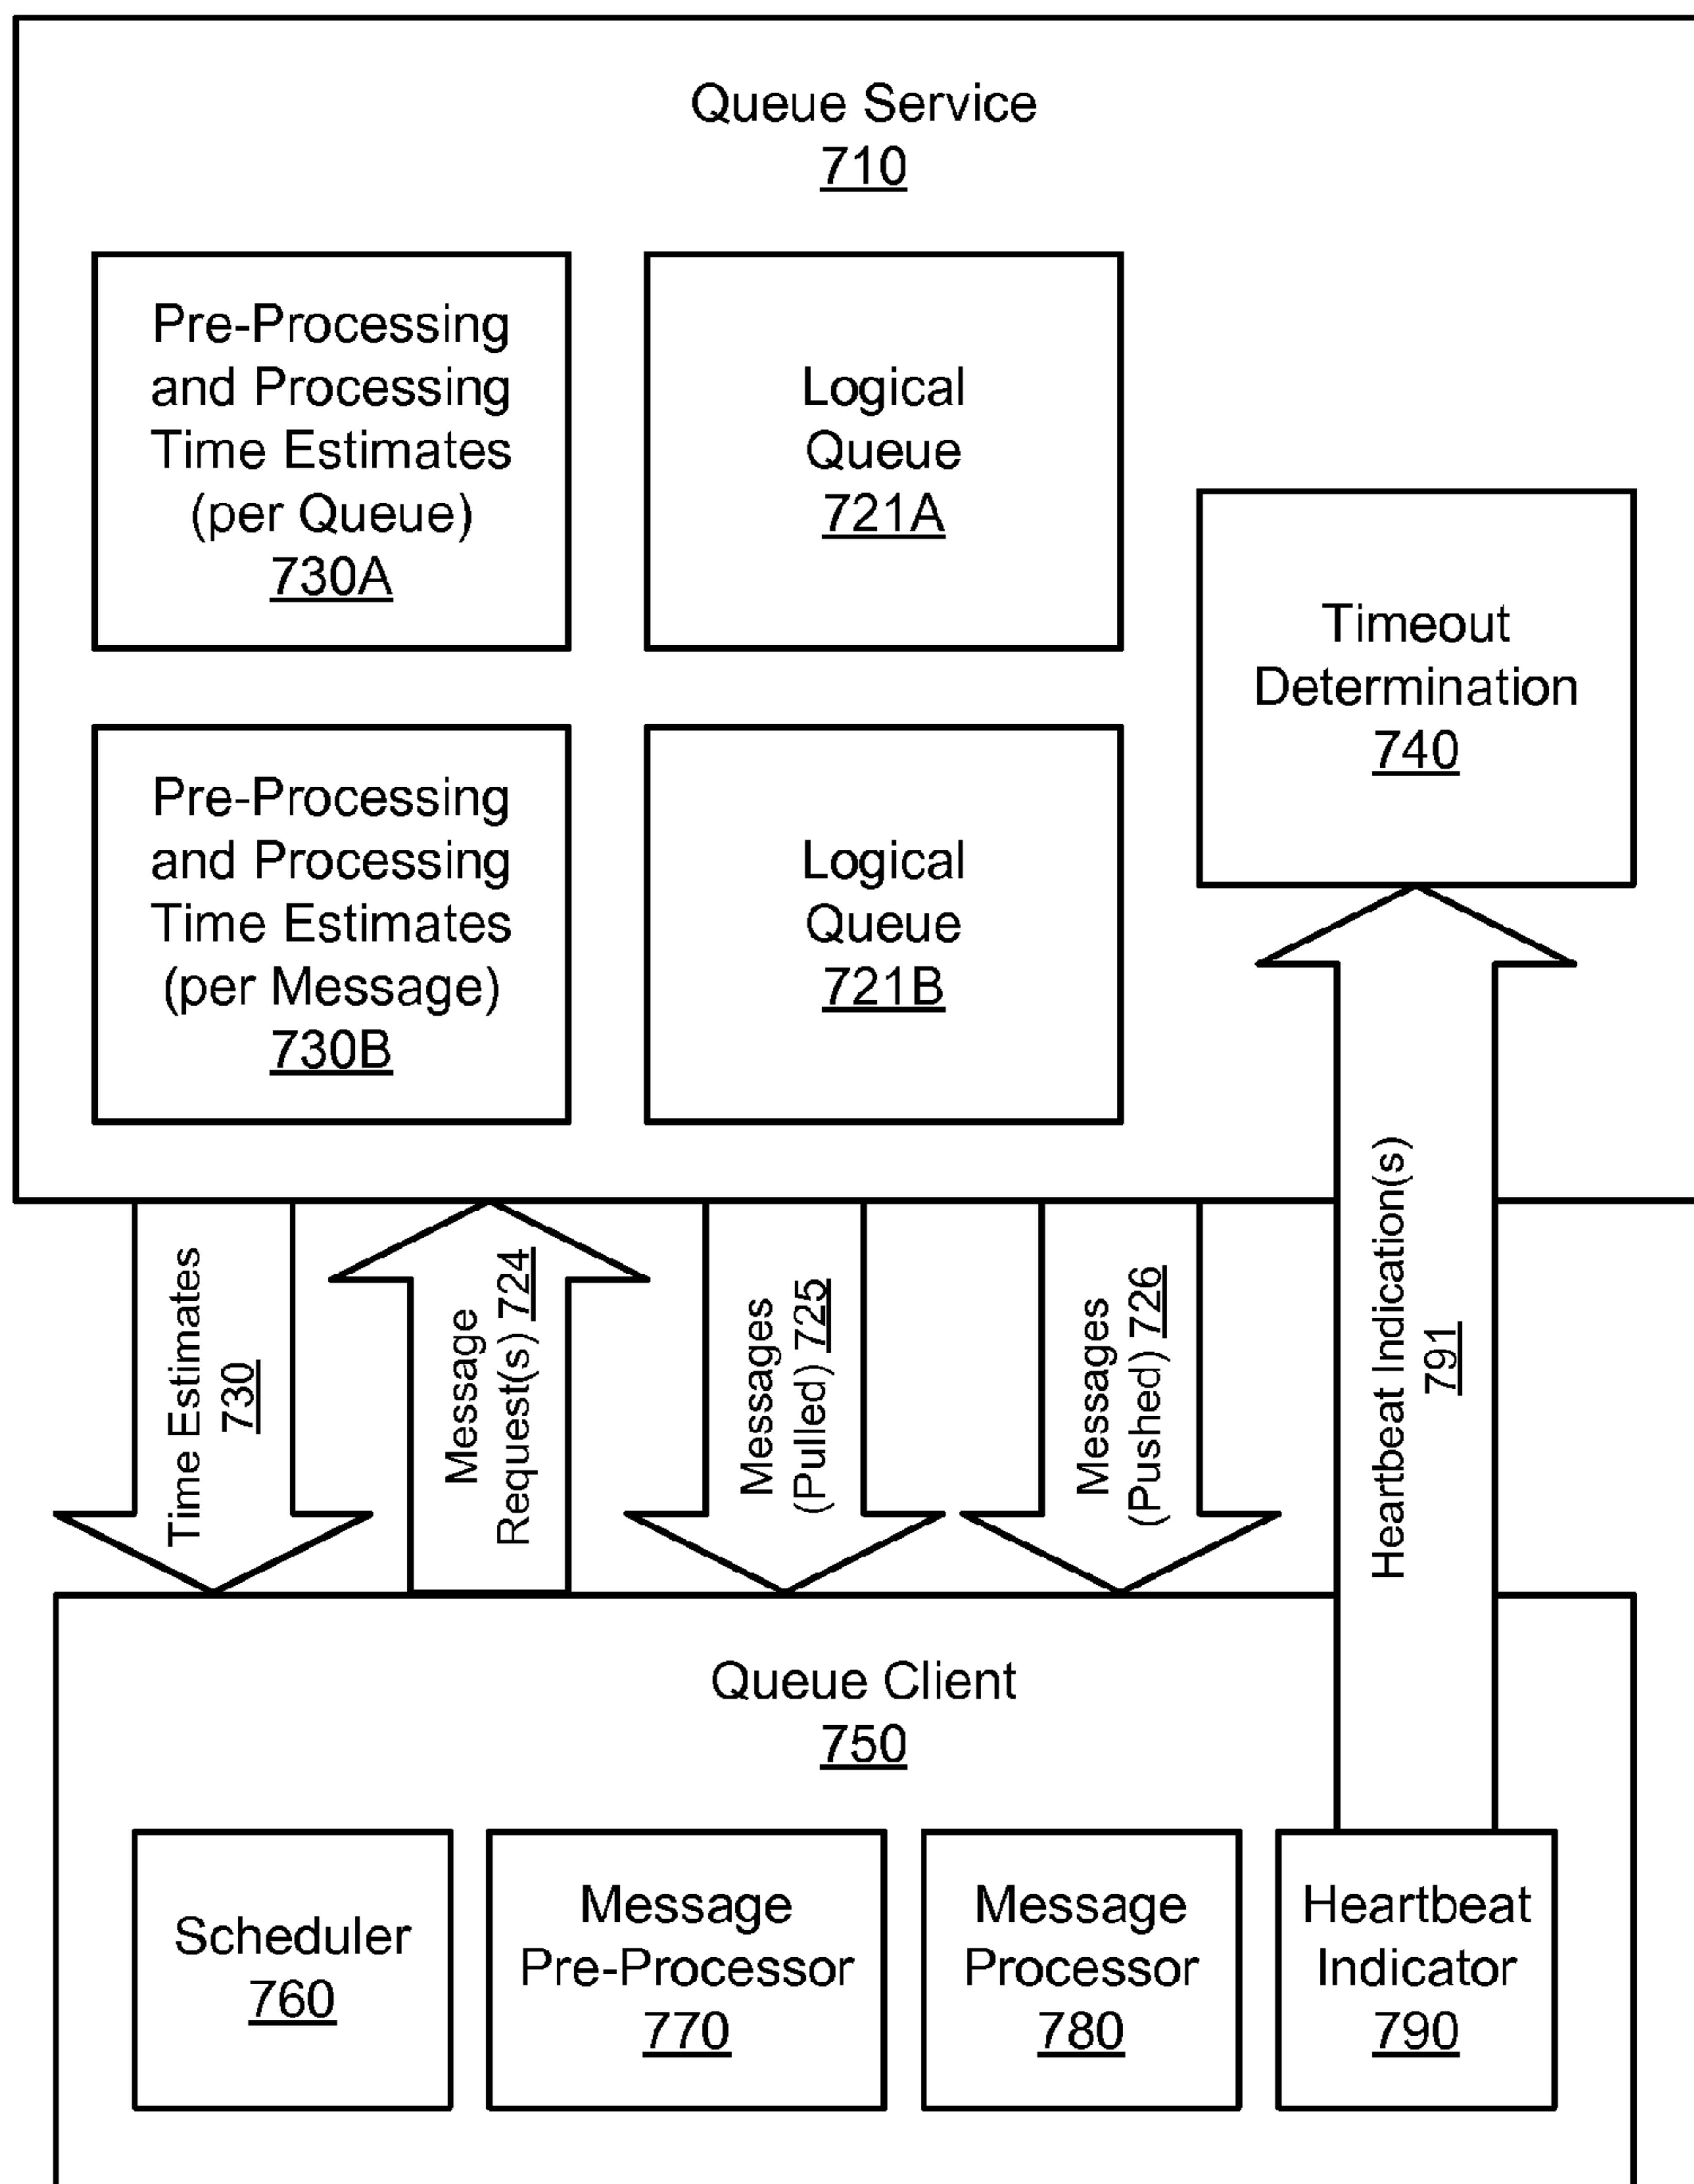 Queue Service
710
Pre-Processing
and Processing
Time Estimates
(per Queue)
730A
Logical
Queue
721A
Timeout
Determination
740
Pre-Processing
and Processing
Time Estimates
(per Message)
730B
Logical
Queue
721B
Time Estimates
730
Message
Request(s) 724
Messages
(Pulled) 725
Messages
(Pushed) 726
Heartbeat Indication(s)
791
Queue Client
750
Scheduler
760
Message
Pre-Processor
770
Message
Processor
780
Heartbeat
Indicator
790